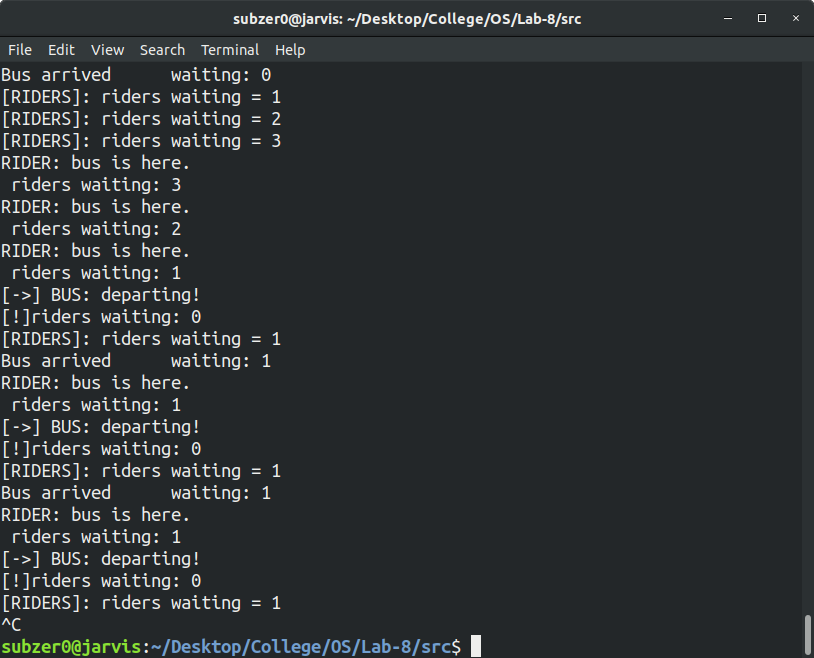 subzer0@jarvis: ~/Desktop/College/OS/Lab-8/src
File Edit View Search Terminal Help
Bus arrived      waiting: 0
[RIDERS]: riders waiting = 1
[RIDERS]: riders waiting = 2
[RIDERS]: riders waiting = 3
RIDER: bus is here.
 riders waiting: 3
RIDER: bus is here.
 riders waiting: 2
RIDER: bus is here.
 riders waiting: 1
[->] BUS: departing!
[!]riders waiting: 0
[RIDERS]: riders waiting = 1
Bus arrived      waiting: 1
RIDER: bus is here.
 riders waiting: 1
[->] BUS: departing!
[!]riders waiting: 0
[RIDERS]: riders waiting = 1
Bus arrived      waiting: 1
RIDER: bus is here.
 riders waiting: 1
[->] BUS: departing!
[!]riders waiting: 0
[RIDERS]: riders waiting = 1
^C
subzer0@jarvis:~/Desktop/College/OS/Lab-8/src$